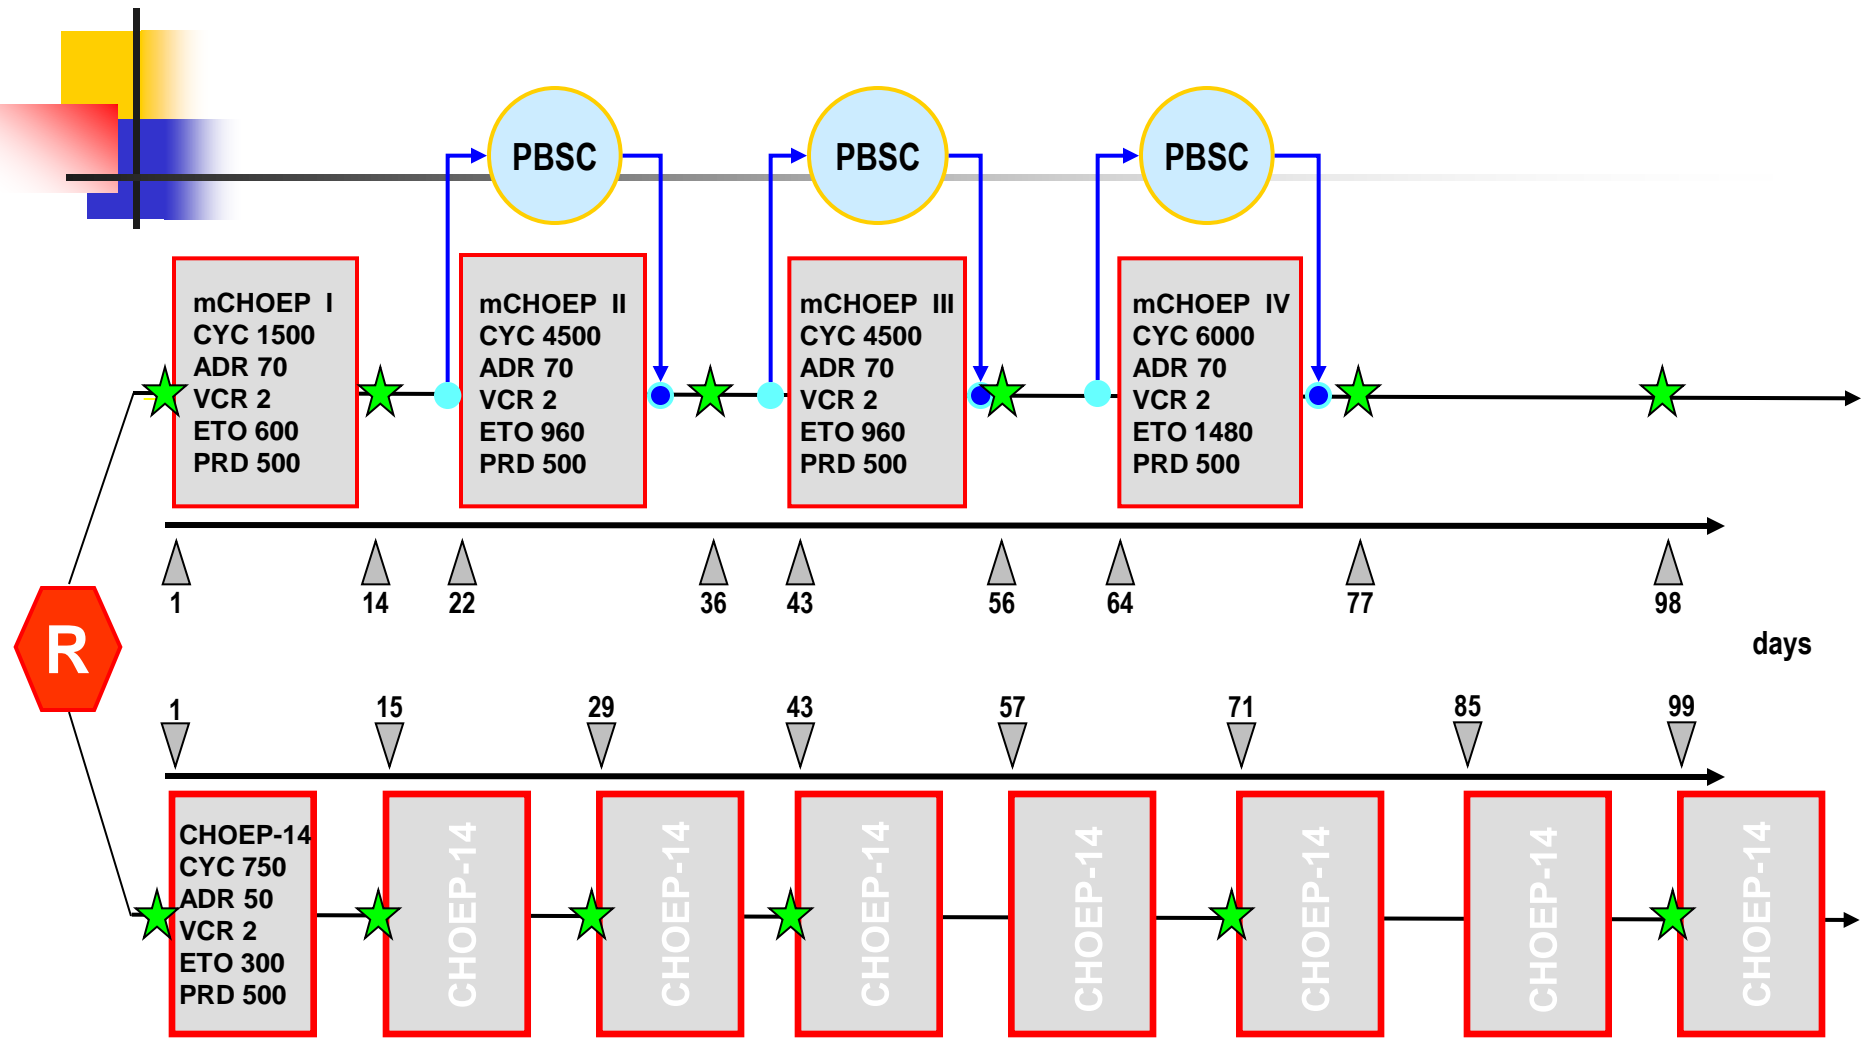 PBSC
PBSC
PBSC
mCHOEP I
CYC 1500
ADR 70
VCR 2
ETO 600
PRD 500
mCHOEP II
CYC 4500
ADR 70
VCR 2
ETO 960
PRD 500
mCHOEP III
CYC 4500
ADR 70
VCR 2
ETO 960
PRD 500
mCHOEP IV
CYC 6000
ADR 70
VCR 2
ETO 1480
PRD 500
1 14 22 36 43 56 64 77 98
R
days
1 15 29 43 57 71 85 99
CHOEP-14
CYC 750
ADR 50
VCR 2
ETO 300
PRD 500
CHOEP-14
CHOEP-14
CHOEP-14
CHOEP-14
CHOEP-14
CHOEP-14
CHOEP-14